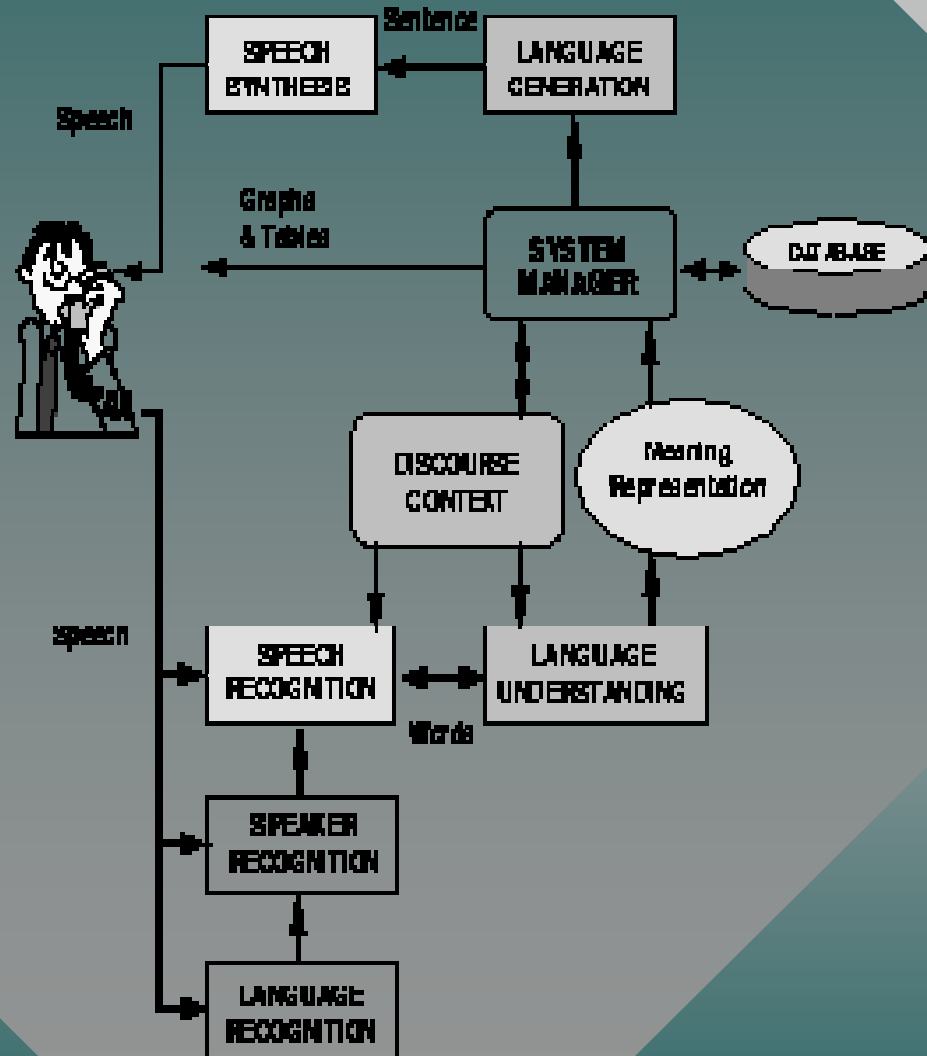 Sentence
SPEECH
SYNTHESIS
LANGUAGE
GENERATION
Speech
Graphs
& Tables
SYSTEM
MANAGER
DATABASE
DISCOURSE
CONTEXT
Meaning
Representation
Speech
SPEECH
RECOGNITION
LANGUAGE
UNDERSTANDING
Words
SPEAKER
RECOGNITION
LANGUAGE
RECOGNITION